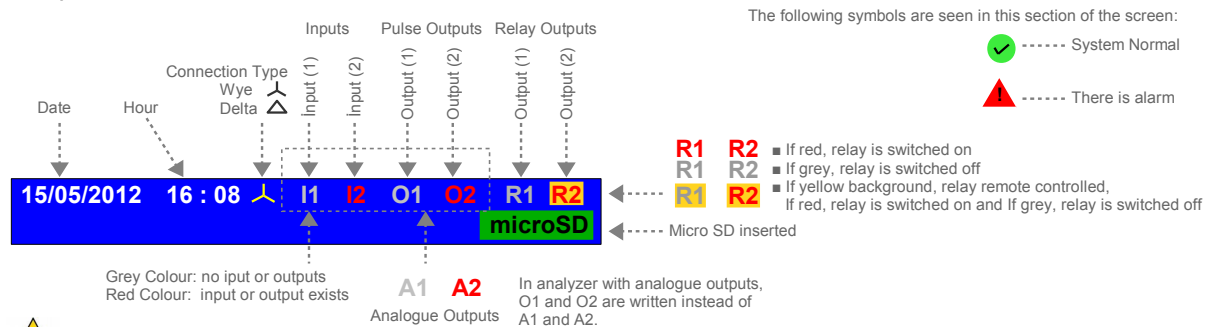 The following symbols are seen in this section of the screen:
System Normal
There is alarm
Inputs Pulse Outputs Relay Outputs
Connection Type
Wye
Delta
Date
Hour
İnput (1)
İnput (2)
Output (1)
Output (2)
Output (1)
Output (2)
15/05/2012 16 : 08 I1 I2 O1 O2 R1 R2
microSD
R1 R2 ■ If red, relay is switched on
R1 R2 ■ If grey, relay is switched off
R1 R2 ■ If yellow background, relay remote controlled,
If red, relay is switched on and If grey, relay is switched off
Micro SD inserted
Grey Colour: no iput or outputs
Red Colour: input or output exists
A1 A2
Analogue Outputs
In analyzer with analogue outputs,
O1 and O2 are written instead of
A1 and A2.